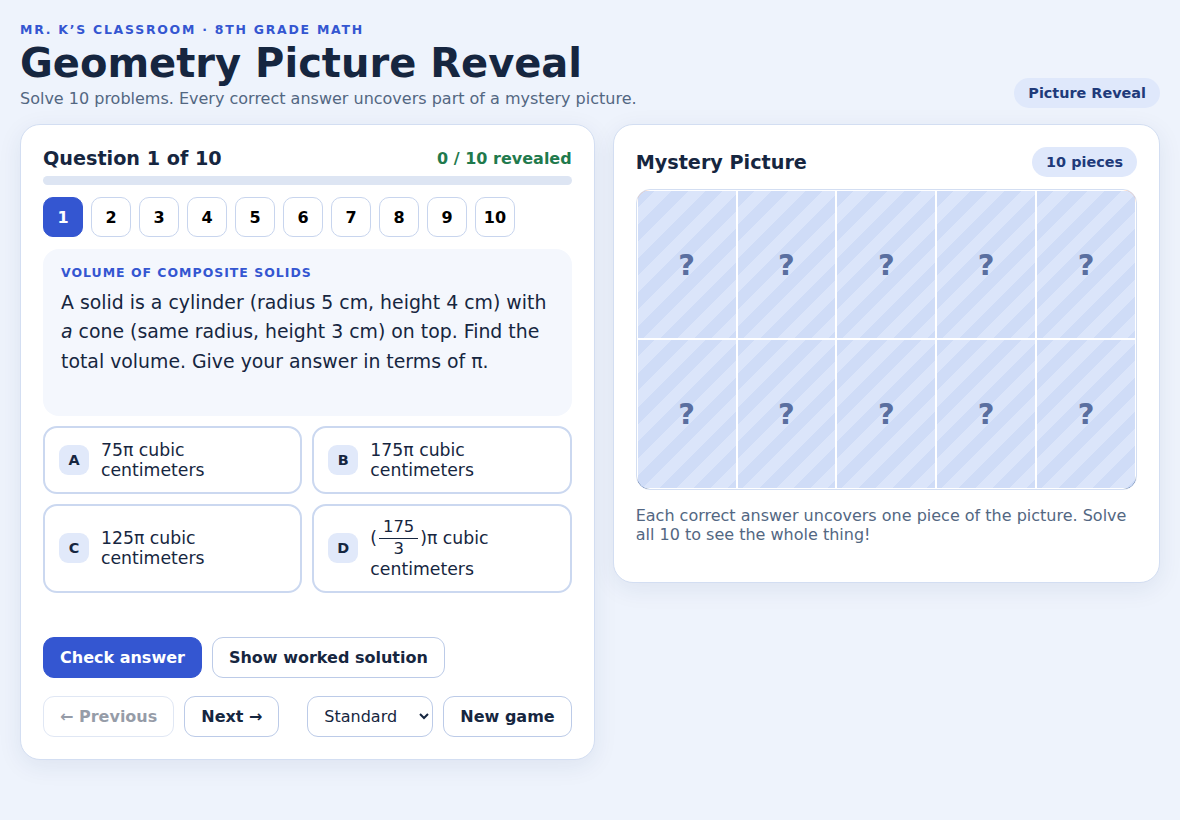 MR. K’S CLASSROOM · 8TH GRADE MATH
Geometry Picture Reveal
Solve 10 problems. Every correct answer uncovers part of a mystery picture.
Picture Reveal
Question 1 of 10
0 / 10 revealed
1 2 3 4 5 6 7 8 9 10
VOLUME OF COMPOSITE SOLIDS
A solid is a cylinder (radius 5 cm, height 4 cm) with
a cone (same radius, height 3 cm) on top. Find the
total volume. Give your answer in terms of π.
A 75π cubic
centimeters
B 175π cubic
centimeters
C 125π cubic
centimeters
D (175/3)π cubic
centimeters
Check answer
Show worked solution
← Previous
Next →
Standard
New game
Mystery Picture
10 pieces
? ? ? ? ?
? ? ? ? ?
Each correct answer uncovers one piece of the picture. Solve
all 10 to see the whole thing!